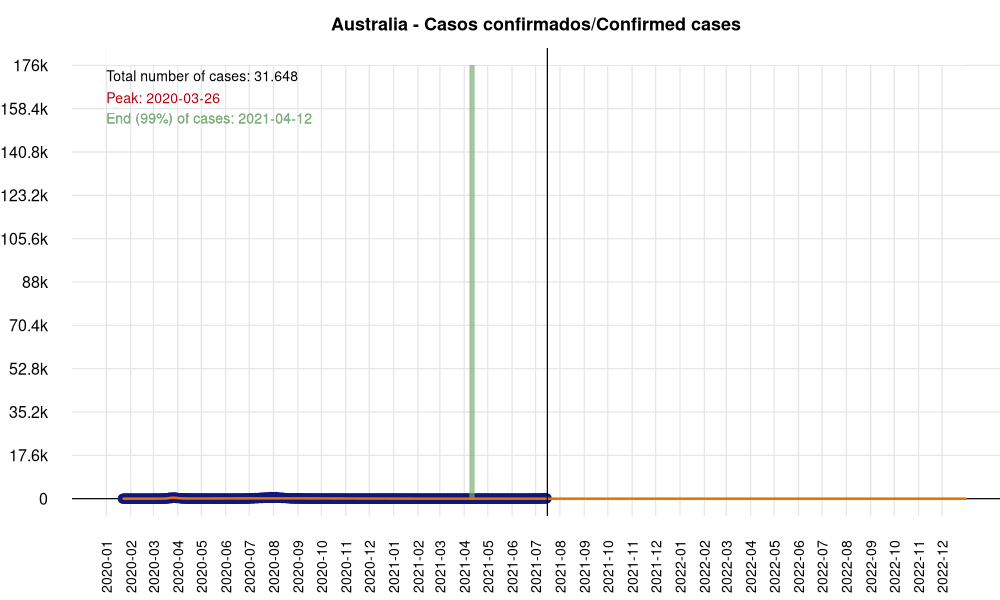 Australia - Casos confirmados/Confirmed cases
176k
Total number of cases: 31.648
Peak: 2020-03-26
158.4k
End (99%) of cases: 2021-04-12
140.8k
123.2k
105.6k
88k
70.4k
52.8k
35.2k
17.6k
0
2020-01
2020-02
2020-03
2020-04
2020-05
2020-06
2020-07
2020-08
2020-09
2020-10
2020-11
2020-12
2021-01
2021-02
2021-03
2021-04
2021-05
2021-06
2021-07
2021-08
2021-09
2021-10
2021-11
2021-12
2022-01
2022-02
2022-03
2022-04
2022-05
2022-06
2022-07
2022-08
2022-09
2022-10
2022-11
2022-12